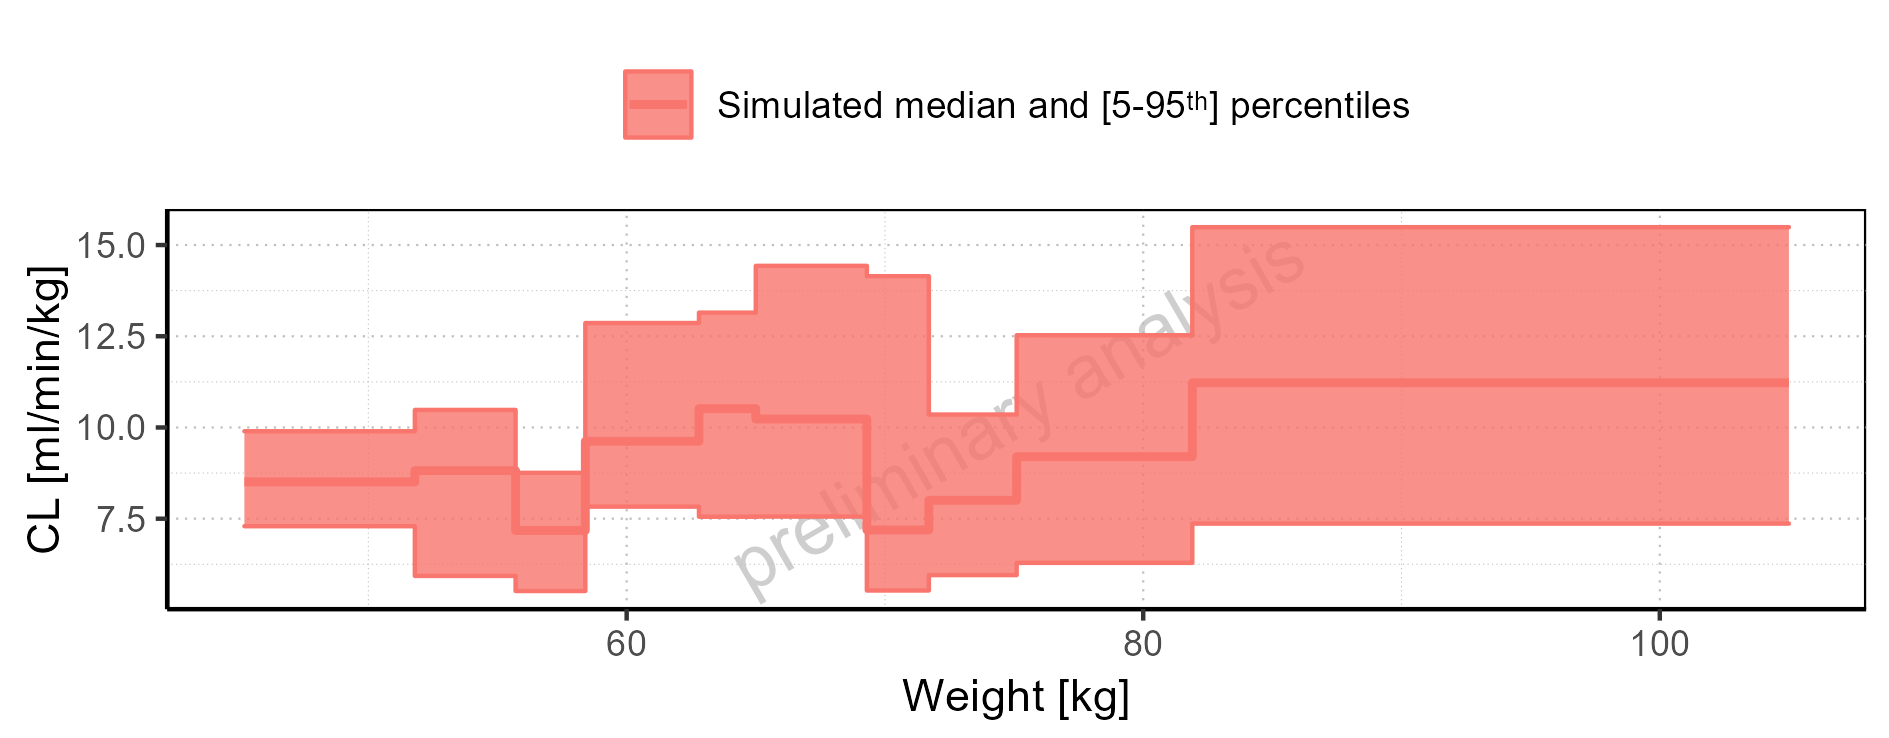 Simulated median and [5-95ᵗʰ] percentiles
CL [ml/min/kg]
15.0
12.5
10.0
7.5
preliminary analysis
60
80
100
Weight [kg]